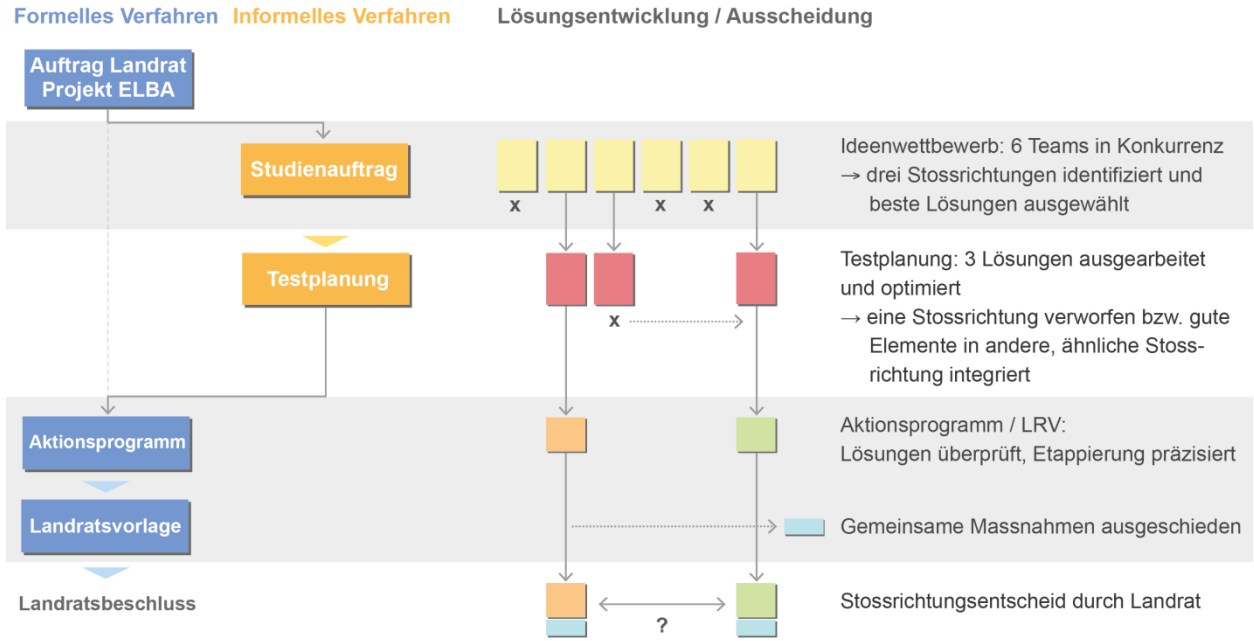 Formelles Verfahren
Informelles Verfahren
Lösungsentwicklung / Ausscheidung
Auftrag Landrat
Projekt ELBA
Studienauftrag
x
x
x
Ideenwettbewerb: 6 Teams in Konkurrenz
→ drei Stossrichtungen identifiziert und
beste Lösungen ausgewählt
Testplanung
x
Testplanung: 3 Lösungen ausgearbeitet
und optimiert
→ eine Stossrichtung verworfen bzw. gute
Elemente in andere, ähnliche Stoss-
richtung integriert
Aktionsprogramm
Aktionsprogramm / LRV:
Lösungen überprüft, Etappierung präzisiert
Landratsvorlage
Gemeinsame Massnahmen ausgeschieden
Landratsbeschluss
?
Stossrichtungsentscheid durch Landrat